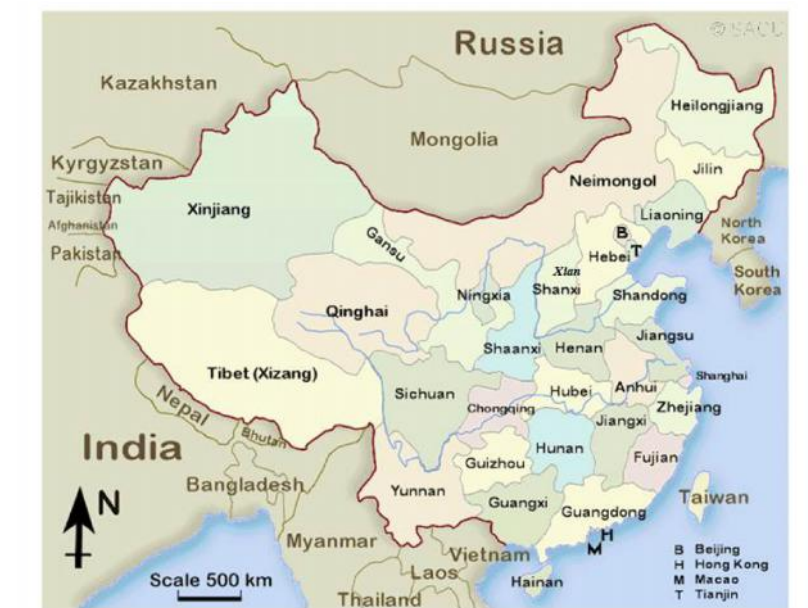 © SACU
Russia
Kazakhstan
Heilongjiang
Mongolia
Kyrgyzstan
Jilin
Neimongol
Tajikistan
Xinjiang
Liaoning
Afghanistan
North
Korea
B
Gansu
Pakistan
T
Hebei
Xian
South
Korea
Ningxia
Shanxi
Shandong
Qinghai
Jiangsu
Shaanxi
Henan
Tibet (Xizang)
Shanghai
Sichuan
Hubei
Anhui
Nepal
Chongqing
Zhejiang
Jiangxi
Bhutan
India
Hunan
Fujian
Guizhou
Bangladesh
Yunnan
Taiwan
N
Guangxi
Guangdong
H
M
Myanmar
Vietnam
B Beijing
H Hong Kong
M Macao
T Tianjin
Laos
Scale 500 km
Hainan
Thailand